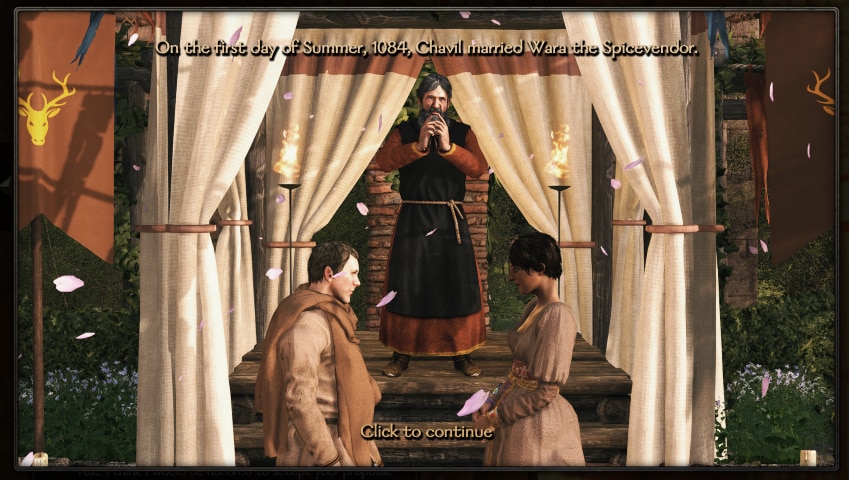 On the first day of Summer, 1084, Chavil married Wara the Spicevendor.
Click to continue